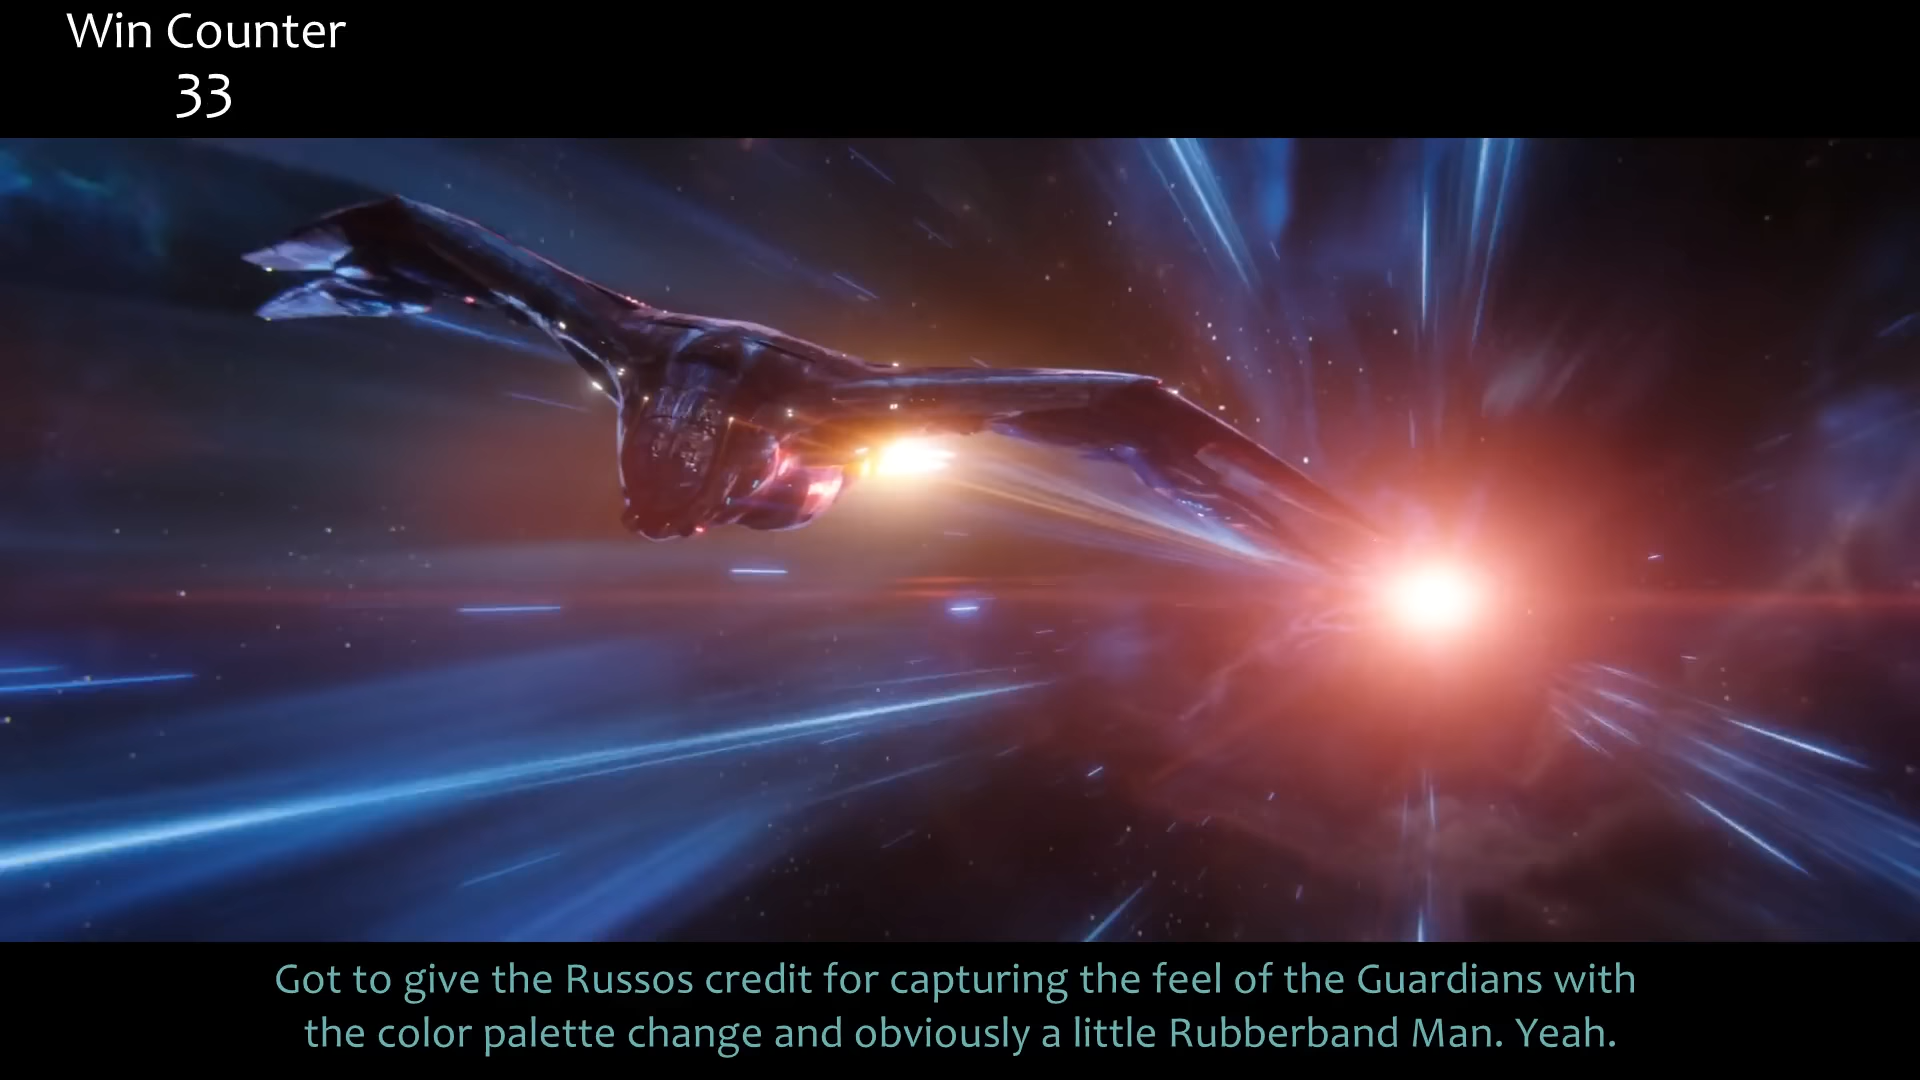 Win Counter
33
Got to give the Russos credit for capturing the feel of the Guardians with
the color palette change and obviously a little Rubberband Man. Yeah.